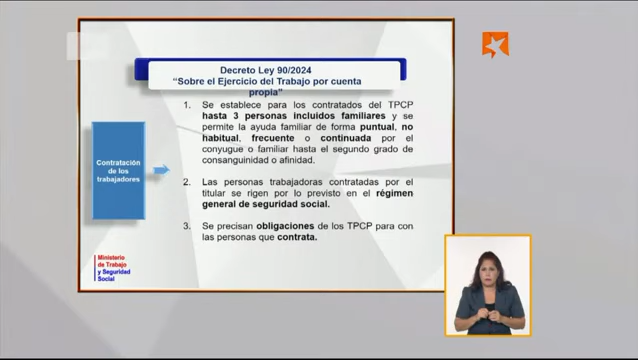 Decreto Ley 90/2024
“Sobre el Ejercicio del Trabajo por cuenta
propia”
Contratación
de los
trabajadores
1. Se establece para los contratados del TPCP
hasta 3 personas incluidos familiares y se
permite la ayuda familiar de forma puntual, no
habitual, frecuente o continuada por el
conyugue o familiar hasta el segundo grado de
consanguinidad o afinidad.
2. Las personas trabajadoras contratadas por el
titular se rigen por lo previsto en el régimen
general de seguridad social.
3. Se precisan obligaciones de los TPCP para con
las personas que contrata.
Ministerio
de Trabajo
y Seguridad
Social